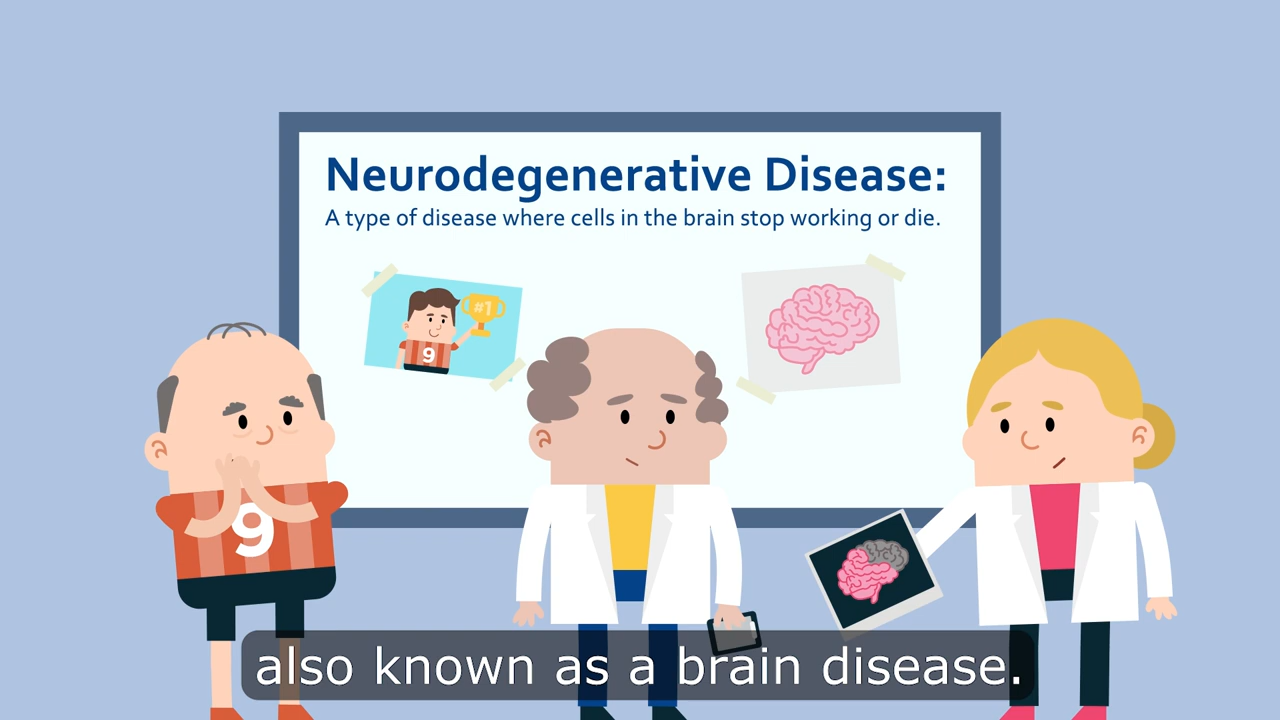 Neurodegenerative Disease:
A type of disease where cells in the brain stop working or die.
#1
9
9
also known as a brain disease.